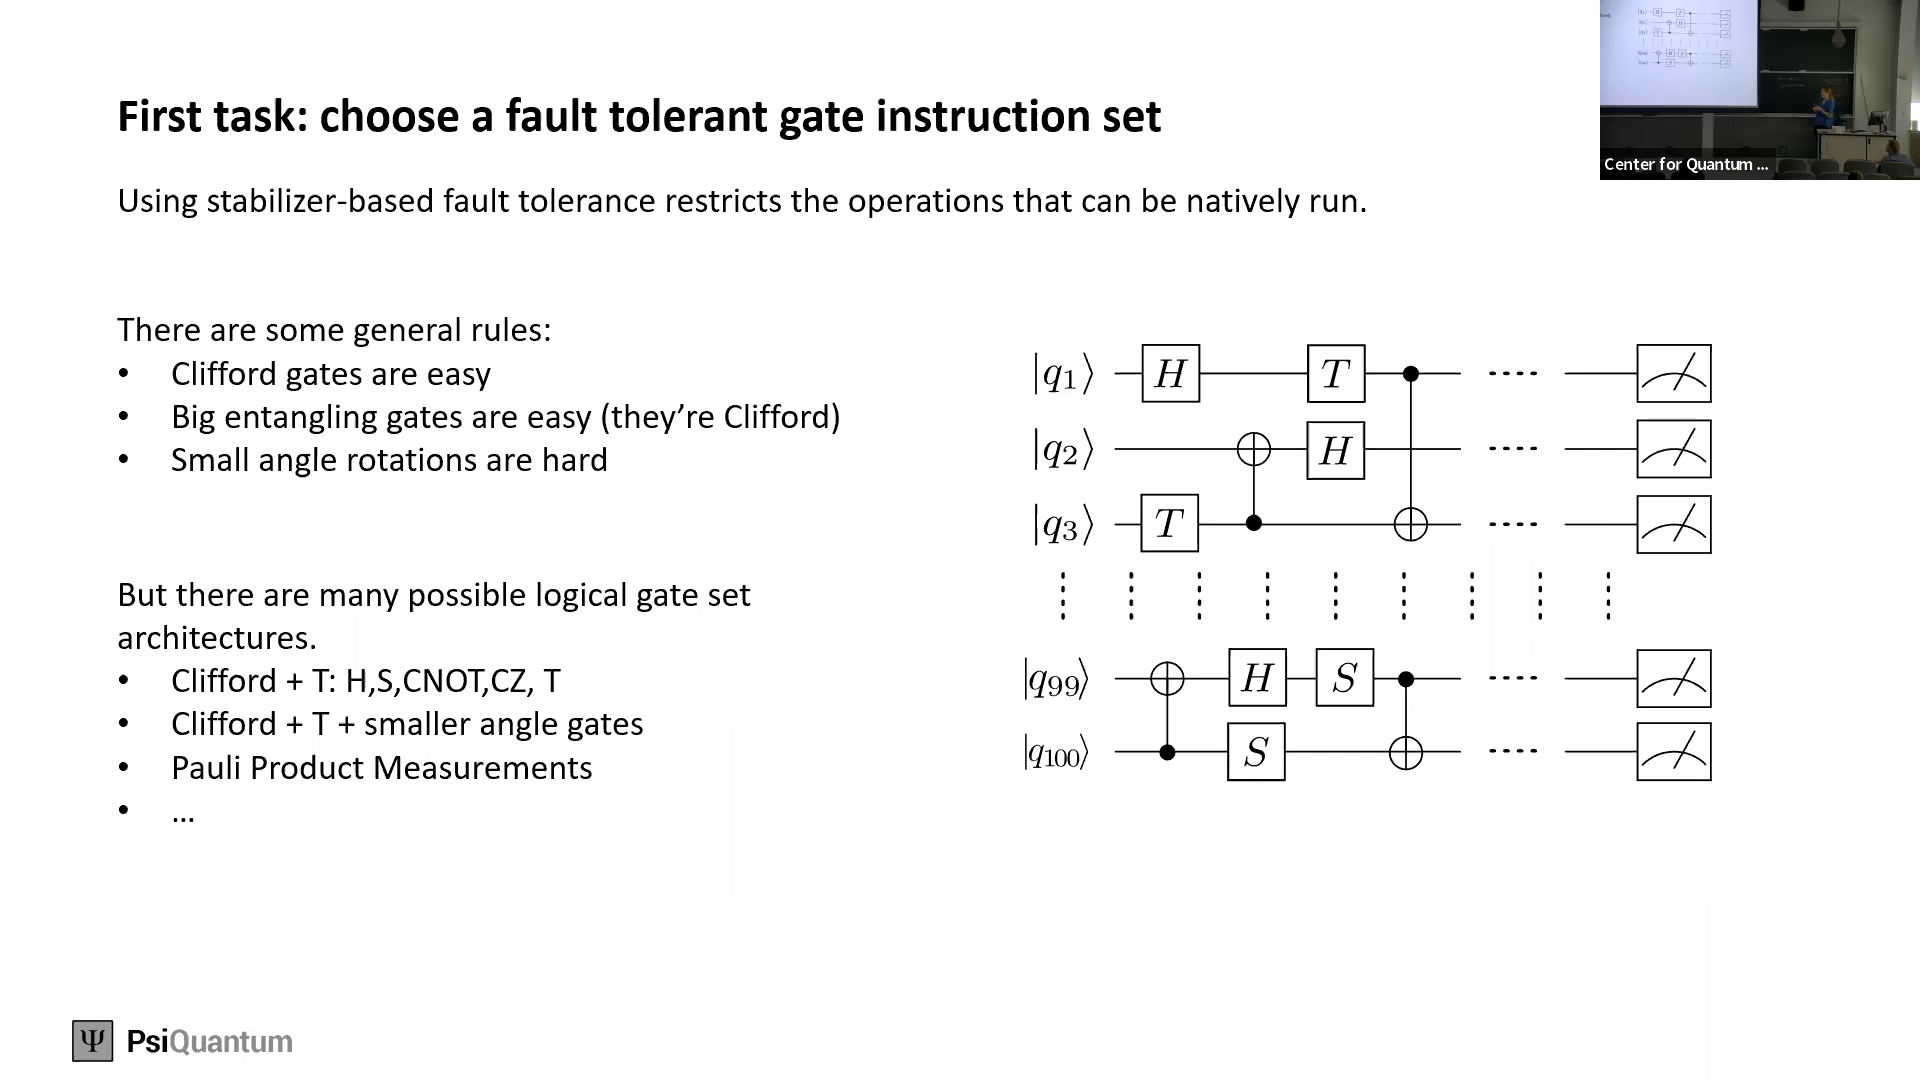 First task: choose a fault tolerant gate instruction set
Center for Quantum ...
Using stabilizer-based fault tolerance restricts the operations that can be natively run.
There are some general rules:
• Clifford gates are easy
• Big entangling gates are easy (they’re Clifford)
• Small angle rotations are hard
But there are many possible logical gate set
architectures.
• Clifford + T: H,S,CNOT,CZ, T
• Clifford + T + smaller angle gates
• Pauli Product Measurements
• ...
|q₁⟩ H T
|q₂⟩ H
|q₃⟩ T
|q₉₉⟩ H S
|q₁₀₀⟩ S
Ψ PsiQuantum